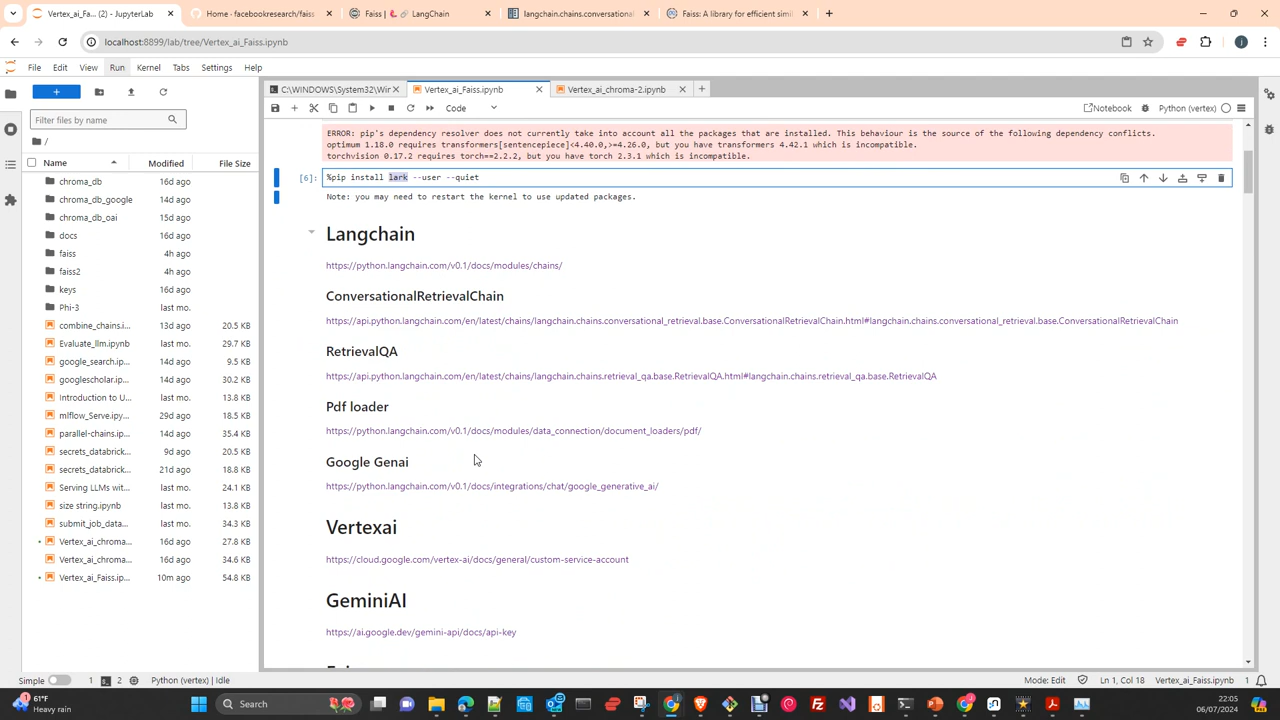 Vertex_ai_Fa... (2) - JupyterLab
Home · facebookresearch/faiss
Faiss | 🦜️🔗 LangChain
langchain.chains.conversational
Faiss: A library for efficient simi
localhost:8899/lab/tree/Vertex_ai_Faiss.ipynb
File Edit View Run Kernel Tabs Settings Help
C:\WINDOWS\System32\Wir
Vertex_ai_Faiss.ipynb
Vertex_ai_chroma-2.ipynb
Code
Notebook
Python (vertex)
Filter files by name
/
Name Modified File Size
chroma_db 16d ago
chroma_db_google 14d ago
chroma_db_oai 15d ago
docs 16d ago
faiss 4h ago
faiss2 4h ago
keys 16d ago
Phi-3 last mo.
combine_chains.i... 13d ago 20.5 KB
Evaluate_llm.ipynb last mo. 29.7 KB
google_search.ip... 14d ago 9.5 KB
googlescholar.ip... 14d ago 30.2 KB
Introduction to U... last mo. 13.8 KB
mlflow_Serve.ipy... 29d ago 18.5 KB
parallel-chains.ip... 14d ago 35.4 KB
secrets_databrick... 9d ago 20.5 KB
secrets_databrick... 21d ago 18.8 KB
Serving LLMs wit... last mo. 24.1 KB
size string.ipynb last mo. 13.8 KB
submit_job_data... last mo. 34.3 KB
Vertex_ai_chroma... 16d ago 27.8 KB
Vertex_ai_chroma... 16d ago 34.6 KB
Vertex_ai_Faiss.ip... 10m ago 54.8 KB
ERROR: pip's dependency resolver does not currently take into account all the packages that are installed. This behaviour is the source of the following dependency conflicts.
optimum 1.18.0 requires transformers[sentencepiece]<4.40.0,>=4.26.0, but you have transformers 4.42.1 which is incompatible.
torchvision 0.17.2 requires torch==2.2.2, but you have torch 2.3.1 which is incompatible.
[6]: %pip install lark --user --quiet
Note: you may need to restart the kernel to use updated packages.
Langchain
https://python.langchain.com/v0.1/docs/modules/chains/
ConversationalRetrievalChain
https://api.python.langchain.com/en/latest/chains/langchain.chains.conversational_retrieval.base.ConversationalRetrievalChain.html#langchain.chains.conversational_retrieval.base.ConversationalRetrievalChain
RetrievalQA
https://api.python.langchain.com/en/latest/chains/langchain.chains.retrieval_qa.base.RetrievalQA.html#langchain.chains.retrieval_qa.base.RetrievalQA
Pdf loader
https://python.langchain.com/v0.1/docs/modules/data_connection/document_loaders/pdf/
Google Genai
https://python.langchain.com/v0.1/docs/integrations/chat/google_generative_ai/
Vertexai
https://cloud.google.com/vertex-ai/docs/general/custom-service-account
GeminiAI
https://ai.google.dev/gemini-api/docs/api-key
Simple 1 2 Python (vertex) | Idle
Mode: Edit Ln 1, Col 18 Vertex_ai_Faiss.ipynb 1
61°F
Heavy rain
Search
22:05
06/07/2024